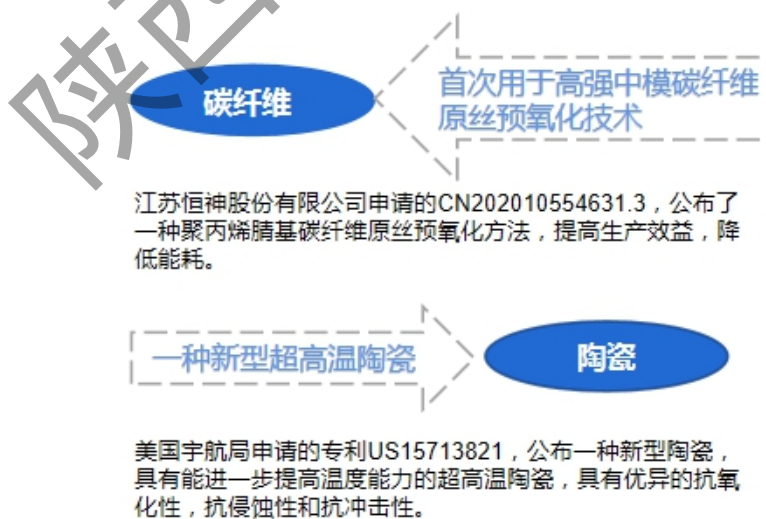 陕西
碳纤维
首次用于高强中模碳纤维
原丝预氧化技术
江苏恒神股份有限公司申请的CN202010554631.3，公布了
一种聚丙烯腈基碳纤维原丝预氧化方法，提高生产效益，降
低能耗。
一种新型超高温陶瓷
陶瓷
美国宇航局申请的专利US15713821，公布一种新型陶瓷，
具有能进一步提高温度能力的超高温陶瓷，具有优异的抗氧
化性，抗侵蚀性和抗冲击性。